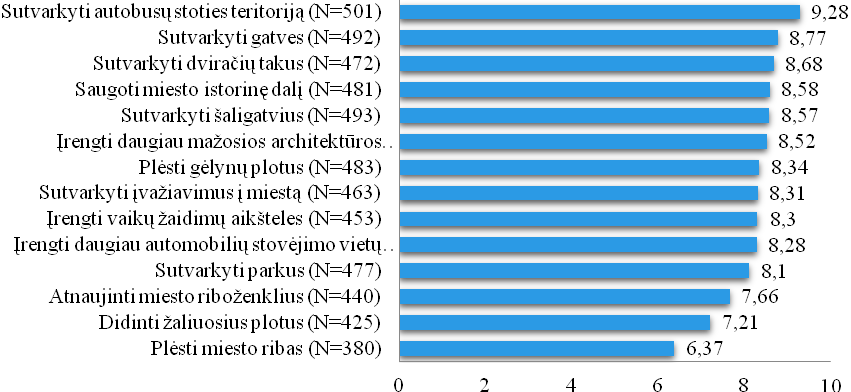 Sutvarkyti autobusų stoties teritoriją (N=501) 9,28
Sutvarkyti gatves (N=492) 8,77
Sutvarkyti dviračių takus (N=472) 8,68
Saugoti miesto istorinę dalį (N=481) 8,58
Sutvarkyti šaligatvius (N=493) 8,57
Įrengti daugiau mažosios architektūros.. 8,52
Plėsti gėlynų plotus (N=483) 8,34
Sutvarkyti įvažiavimus į miestą (N=463) 8,31
Įrengti vaikų žaidimų aikšteles (N=453) 8,3
Įrengti daugiau automobilių stovėjimo vietų.. 8,28
Sutvarkyti parkus (N=477) 8,1
Atnaujinti miesto riboženklius (N=440) 7,66
Didinti žaliuosius plotus (N=425) 7,21
Plėsti miesto ribas (N=380) 6,37
0 2 4 6 8 10